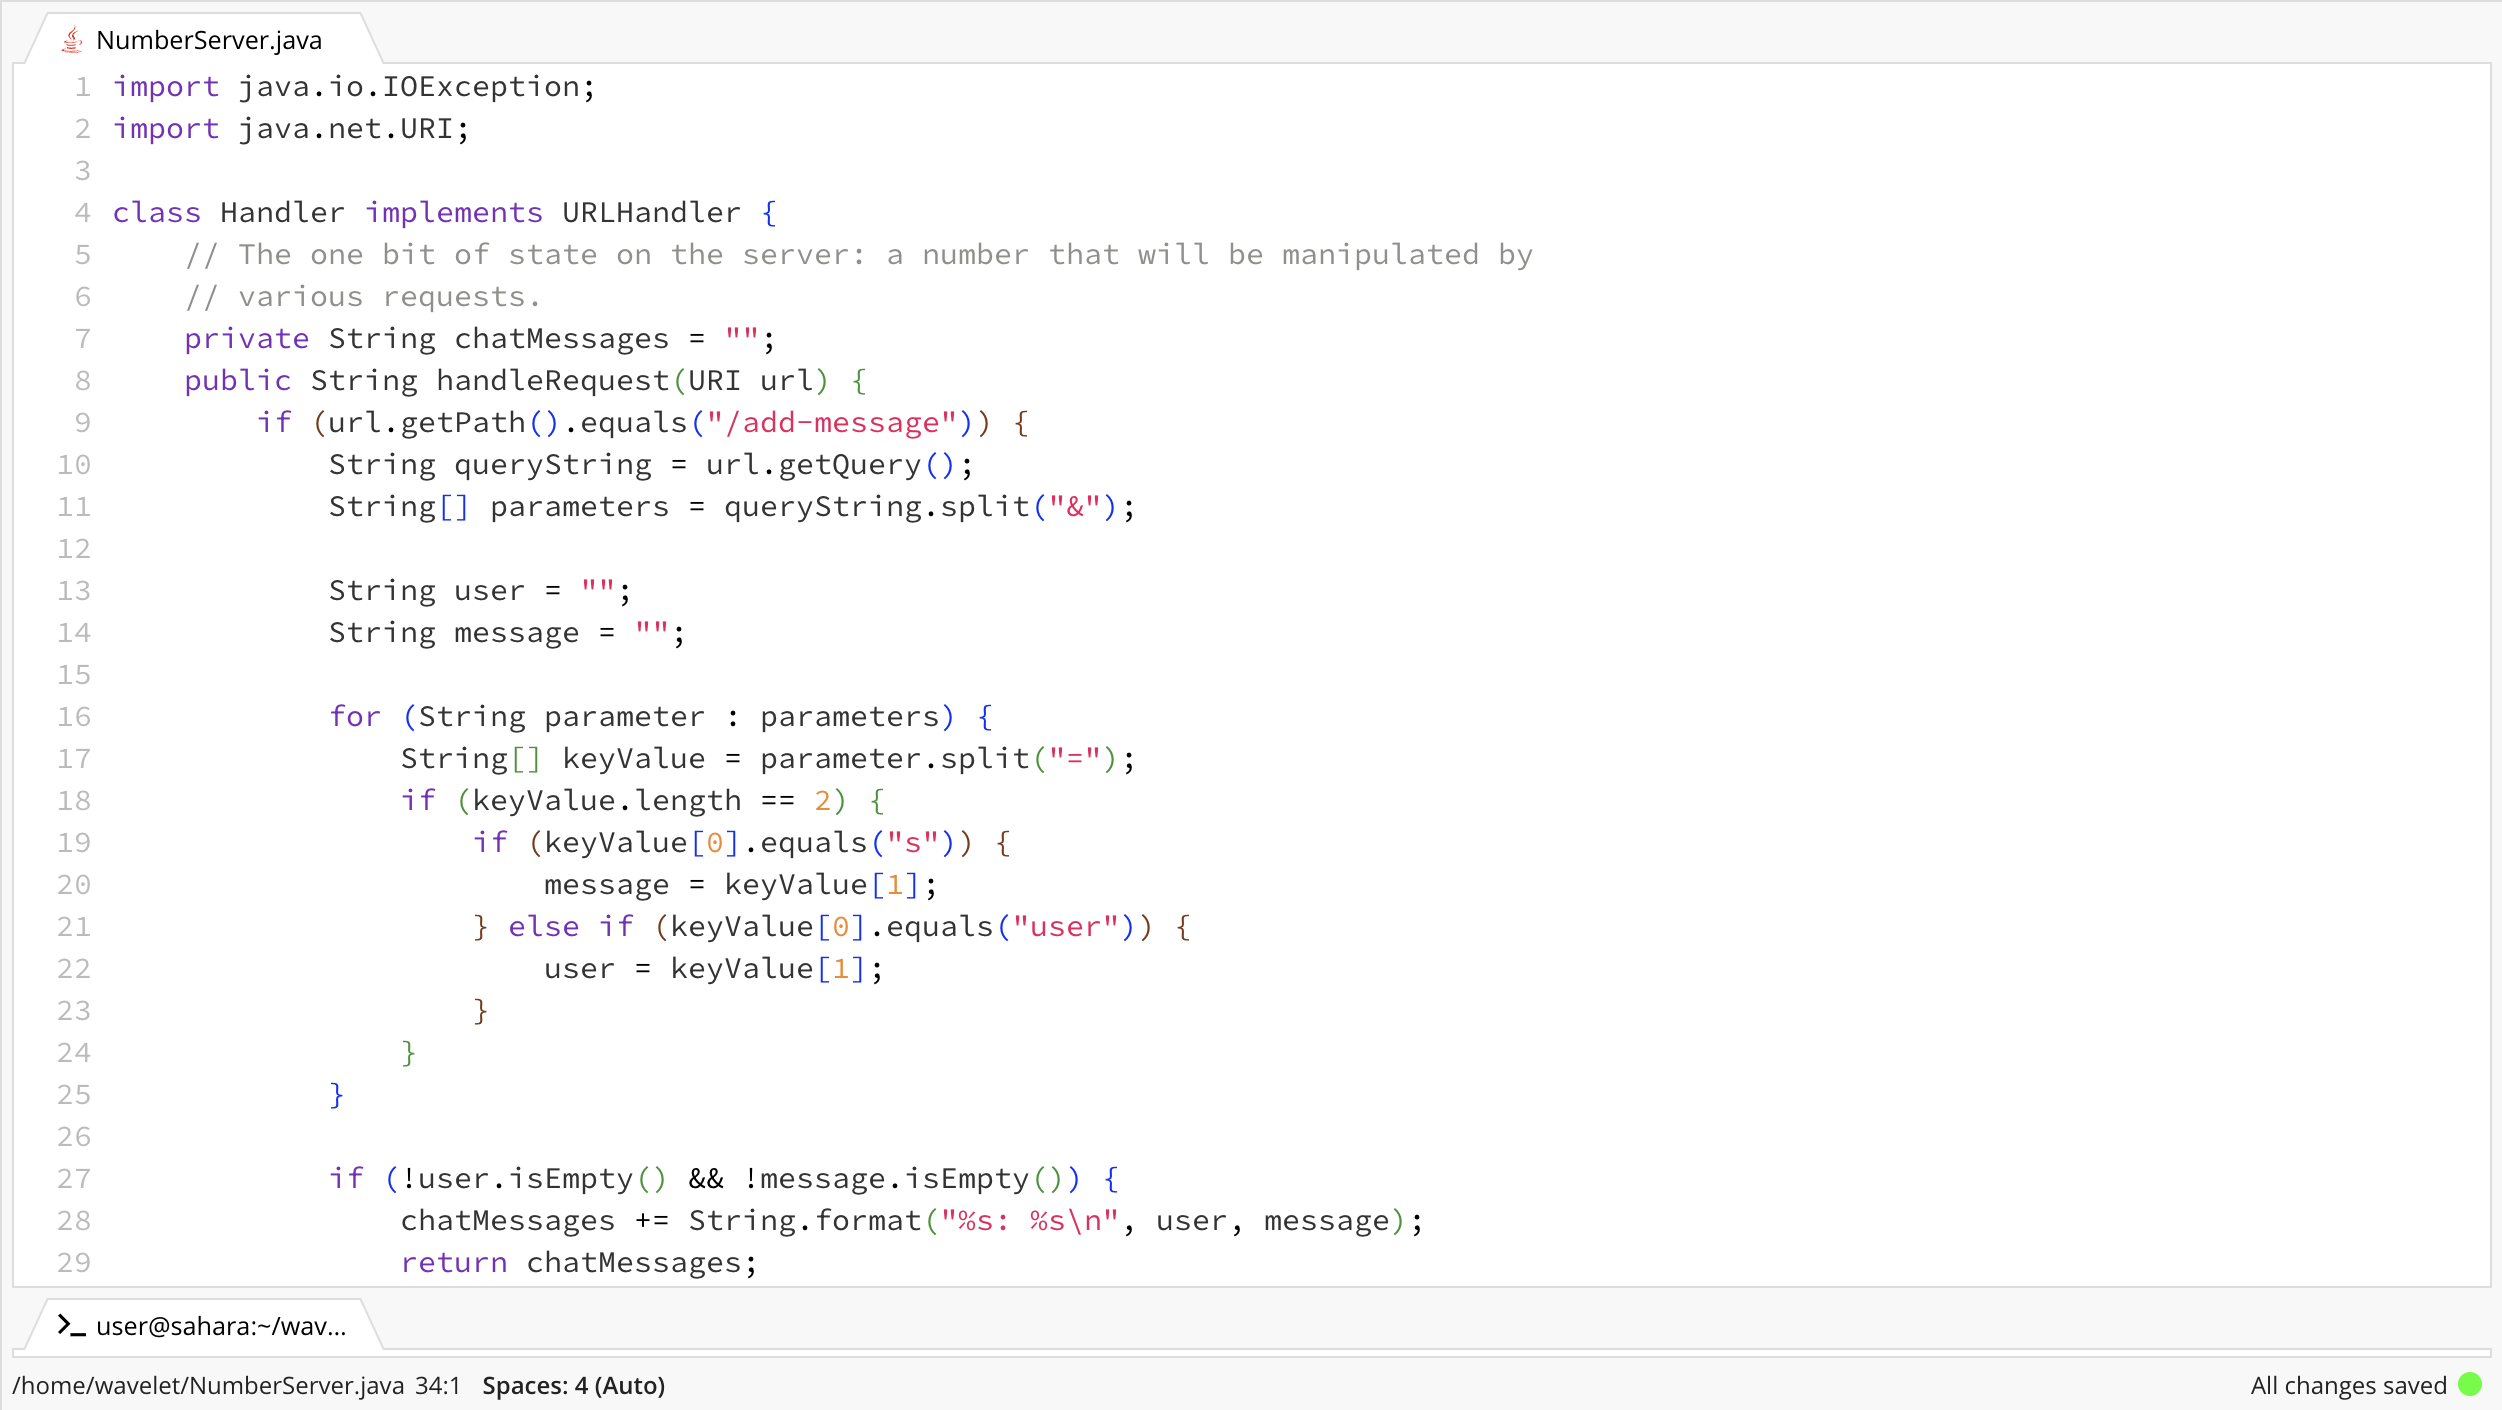 NumberServer.java
1 import java.io.IOException;
2 import java.net.URI;
3
4 class Handler implements URLHandler {
5     // The one bit of state on the server: a number that will be manipulated by
6     // various requests.
7     private String chatMessages = "";
8     public String handleRequest(URI url) {
9         if (url.getPath().equals("/add-message")) {
10             String queryString = url.getQuery();
11             String[] parameters = queryString.split("&");
12
13             String user = "";
14             String message = "";
15
16             for (String parameter : parameters) {
17                 String[] keyValue = parameter.split("=");
18                 if (keyValue.length == 2) {
19                     if (keyValue[0].equals("s")) {
20                         message = keyValue[1];
21                     } else if (keyValue[0].equals("user")) {
22                         user = keyValue[1];
23                     }
24                 }
25             }
26
27             if (!user.isEmpty() && !message.isEmpty()) {
28                 chatMessages += String.format("%s: %s\n", user, message);
29                 return chatMessages;
user@sahara:~/wav...
/home/wavelet/NumberServer.java 34:1 Spaces: 4 (Auto) All changes saved